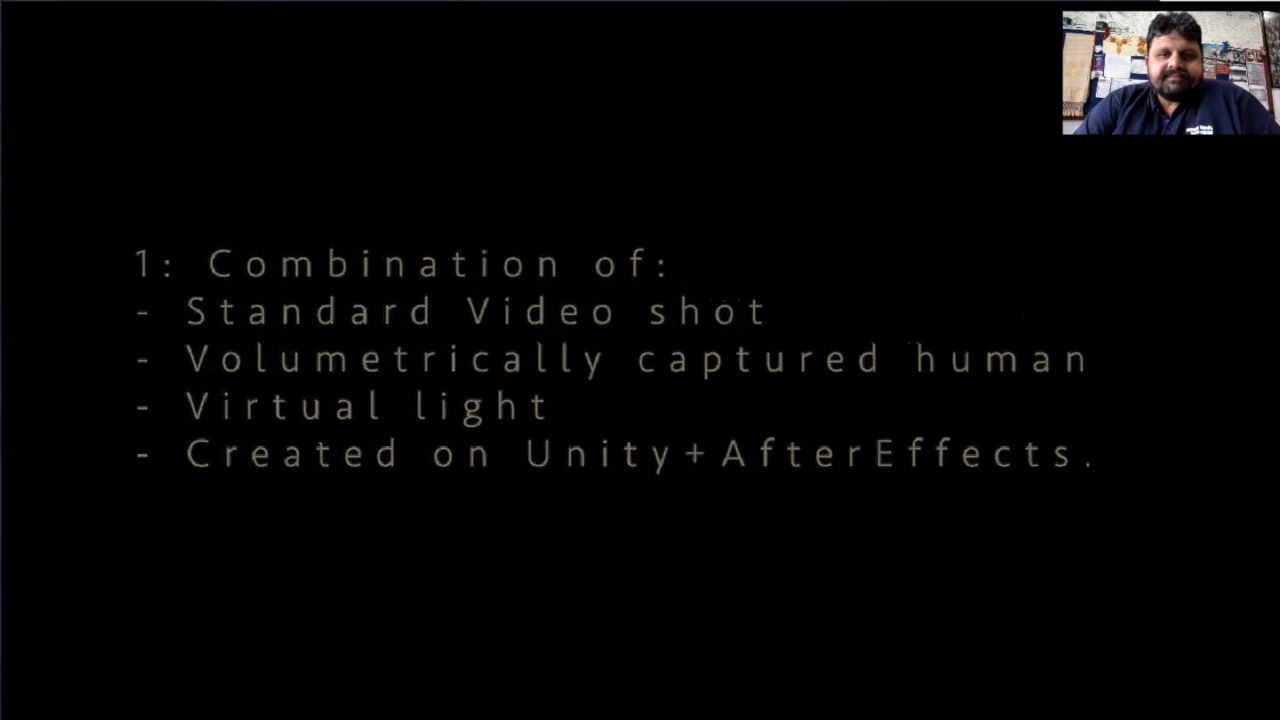 1: Combination of:
- Standard Video shot
- Volumetrically captured human
- Virtual light
- Created on Unity+AfterEffects.